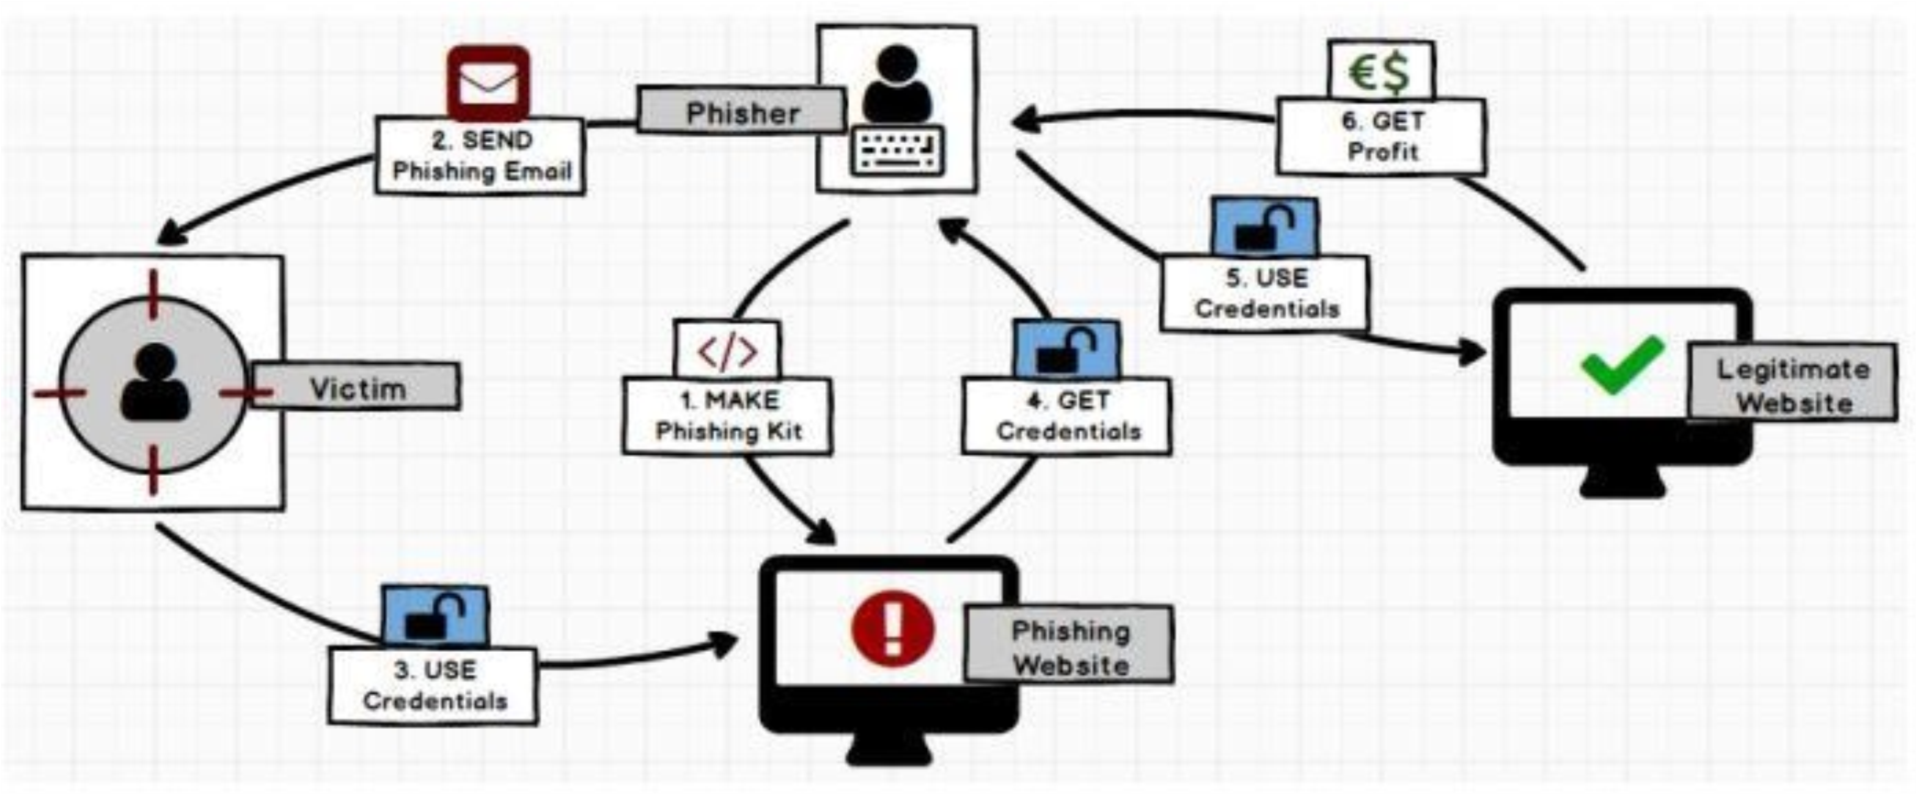 2. SEND
Phishing Email
Phisher
€$
6. GET
Profit
5. USE
Credentials
Victim
</>
1. MAKE
Phishing Kit
4. GET
Credentials
Legitimate
Website
3. USE
Credentials
!
Phishing
Website